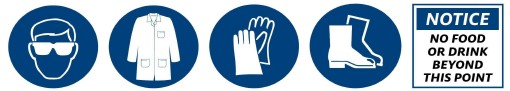 NOTICE
NO FOOD
OR DRINK
BEYOND
THIS POINT